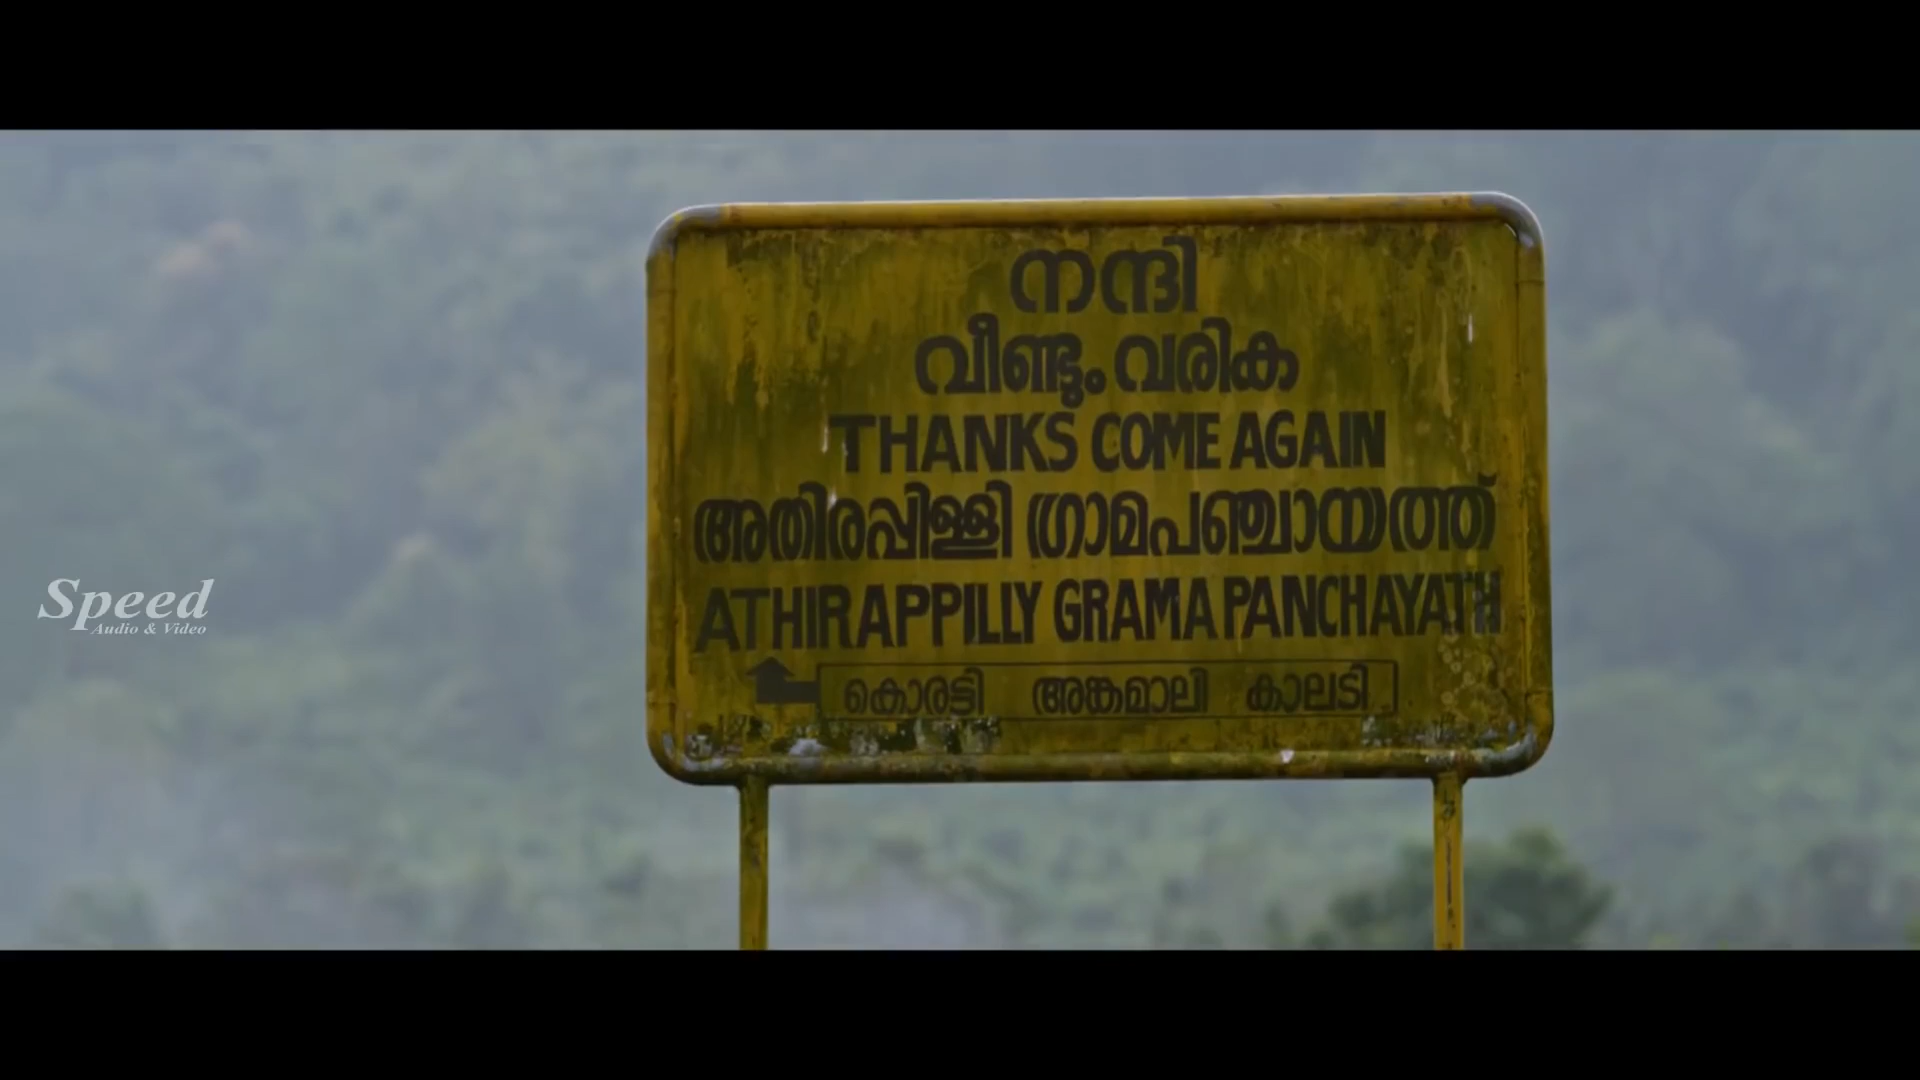 നന്ദി
വീണ്ടും വരിക
THANKS COME AGAIN
അതിരപ്പിള്ളി ഗ്രാമപഞ്ചായത്ത്
ATHIRAPPILLY GRAMA PANCHAYATH
കൊരട്ടി അങ്കമാലി കാലടി
Speed
Audio & Video